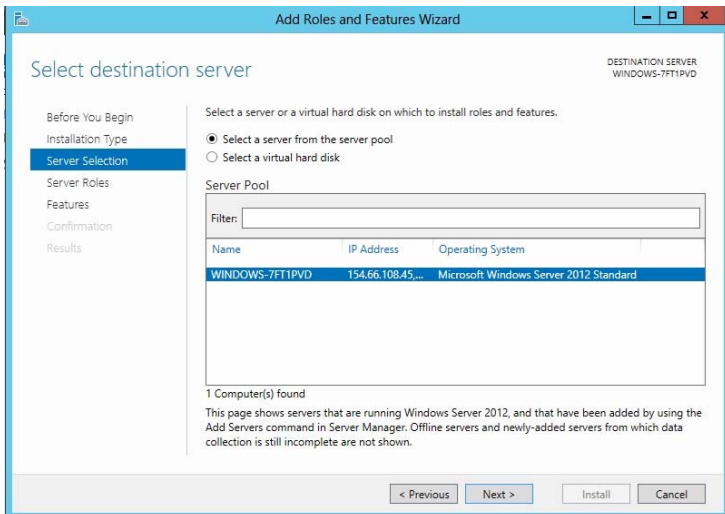 Add Roles and Features Wizard
Select destination server
DESTINATION SERVER
WINDOWS-7FT1PVD
Before You Begin
Installation Type
Server Selection
Server Roles
Features
Confirmation
Results
Select a server or a virtual hard disk on which to install roles and features.
Select a server from the server pool
Select a virtual hard disk
Server Pool
Filter:
Name IP Address Operating System
WINDOWS-7FT1PVD 154.66.108.45,... Microsoft Windows Server 2012 Standard
1 Computer(s) found
This page shows servers that are running Windows Server 2012, and that have been added by using the
Add Servers command in Server Manager. Offline servers and newly-added servers from which data
collection is still incomplete are not shown.
< Previous Next > Install Cancel